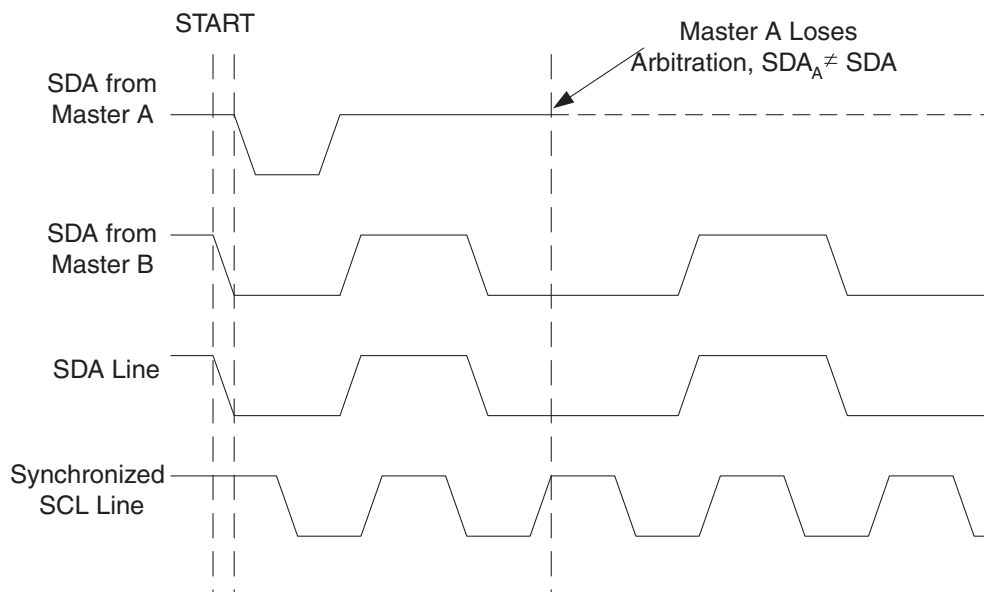 START
Master A Loses
Arbitration, SDA_A ≠ SDA
SDA from
Master A
SDA from
Master B
SDA Line
Synchronized
SCL Line